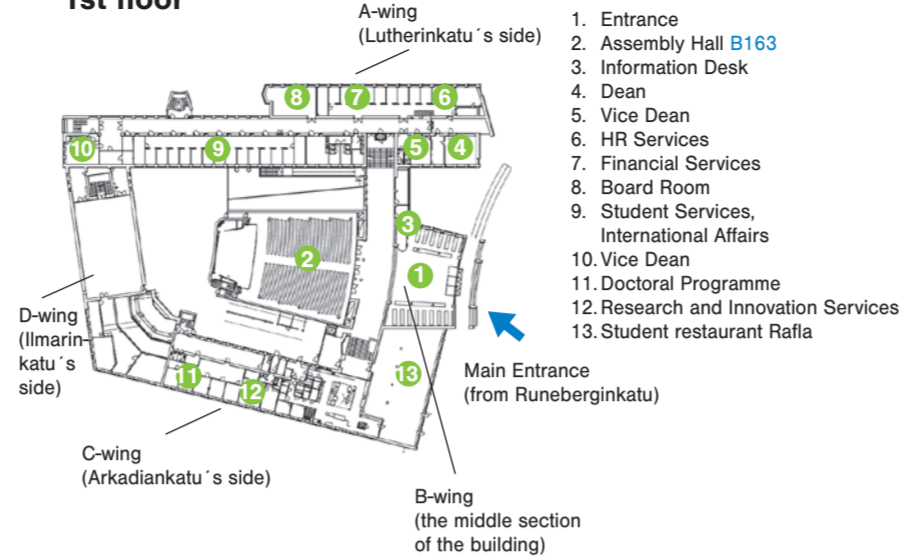 1st floor
A-wing
(Lutherinkatu´s side)
1. Entrance
2. Assembly Hall B163
3. Information Desk
4. Dean
5. Vice Dean
6. HR Services
7. Financial Services
8. Board Room
9. Student Services,
International Affairs
10. Vice Dean
11. Doctoral Programme
12. Research and Innovation Services
13. Student restaurant Rafla
8
7
6
10
9
5
4
3
2
1
D-wing
(Ilmarin-
katu´s
side)
11
12
13
Main Entrance
(from Runeberginkatu)
C-wing
(Arkadiankatu´s side)
B-wing
(the middle section
of the building)